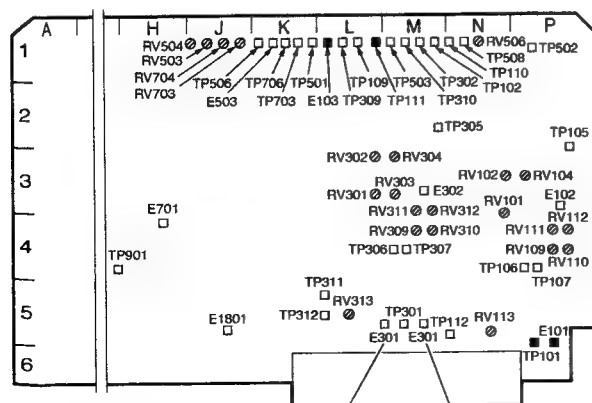 A H J K L M N P
1
RV504
RV503
RV704
RV703
TP506
E503
TP706
TP703
TP501
E103
TP109
TP309
TP503
TP111
TP302
TP310
TP102
TP110
TP508
RV506
TP502
2
TP305
TP105
RV302 RV304
3
RV303
RV102 RV104
RV301
E302
RV101
E102
E701
RV311 RV312
RV112
RV309 RV310
RV111
4
TP306 TP307
RV109
RV110
TP901
TP106
TP107
TP311
5
TP312
RV313
TP301
E1801
E301
E301
TP112
RV113
E101
TP101
6